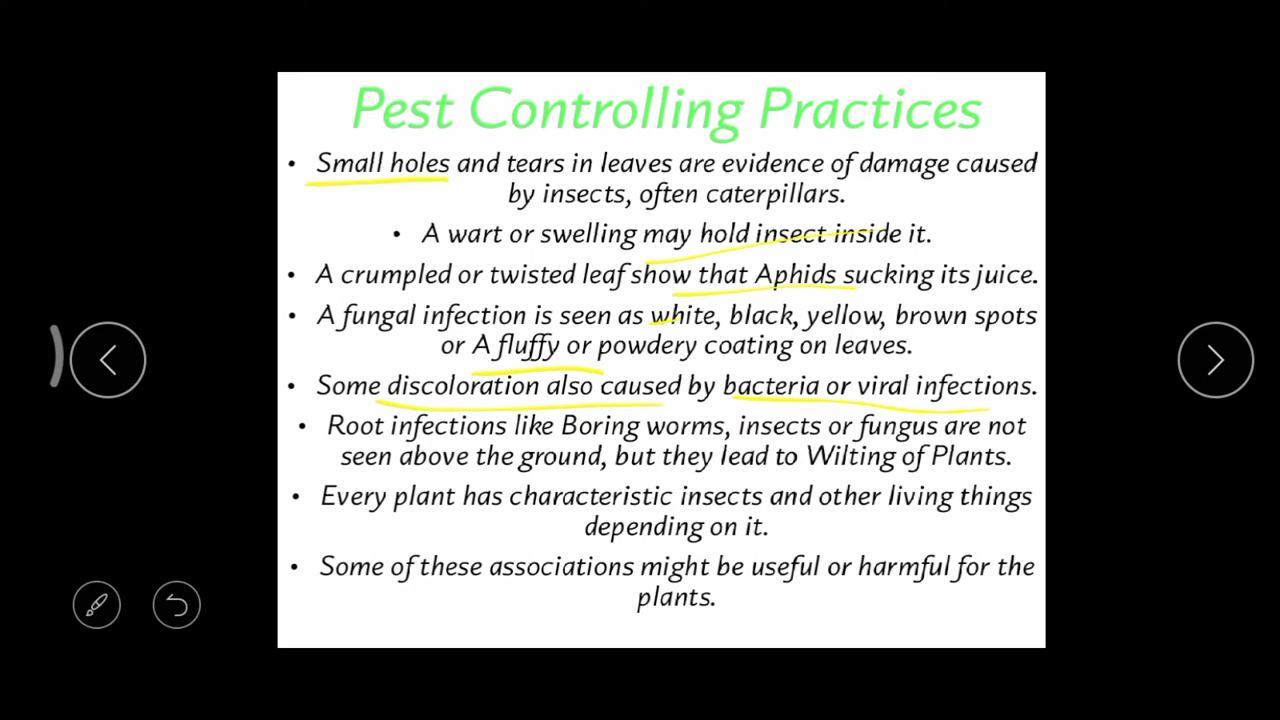 Pest Controlling Practices
• Small holes and tears in leaves are evidence of damage caused
by insects, often caterpillars.
• A wart or swelling may hold insect inside it.
• A crumpled or twisted leaf show that Aphids sucking its juice.
• A fungal infection is seen as white, black, yellow, brown spots
or A fluffy or powdery coating on leaves.
• Some discoloration also caused by bacteria or viral infections.
• Root infections like Boring worms, insects or fungus are not
seen above the ground, but they lead to Wilting of Plants.
• Every plant has characteristic insects and other living things
depending on it.
• Some of these associations might be useful or harmful for the
plants.